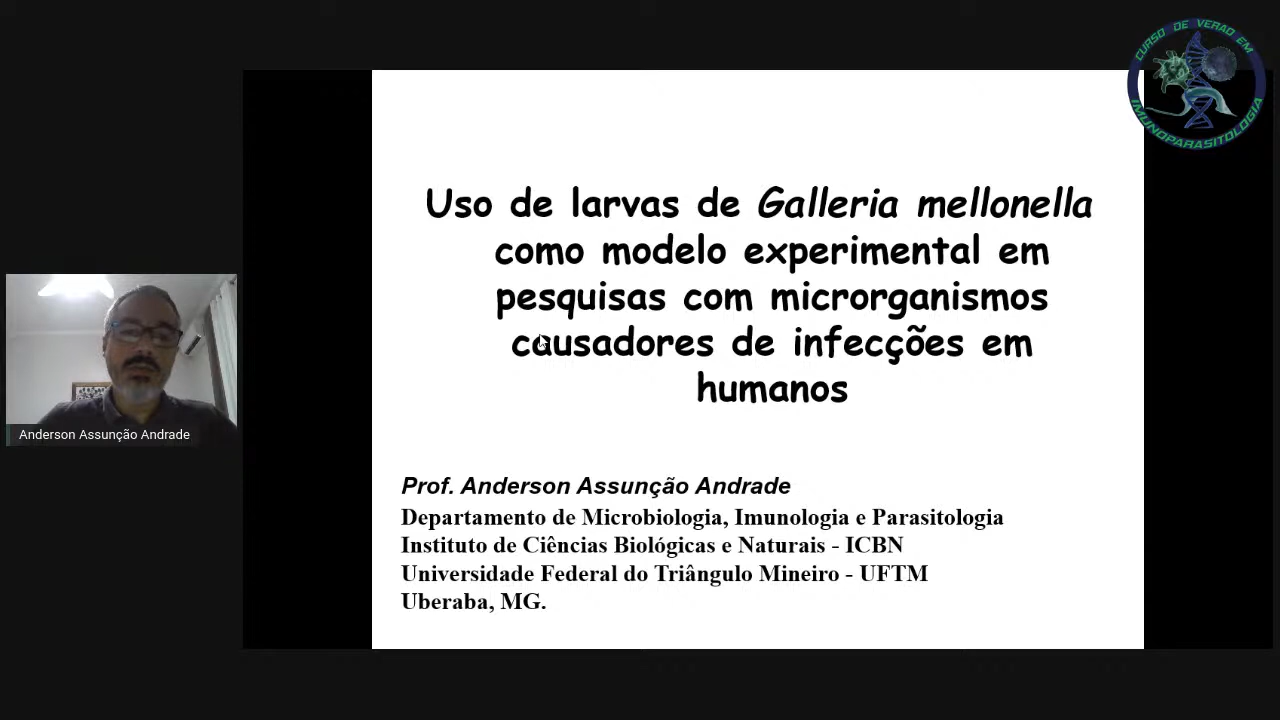 CURSO DE VERÃO EM
IMUNOPARASITOLOGIA
Uso de larvas de Galleria mellonella
como modelo experimental em
pesquisas com microrganismos
causadores de infecções em
humanos
Anderson Assunção Andrade
Prof. Anderson Assunção Andrade
Departamento de Microbiologia, Imunologia e Parasitologia
Instituto de Ciências Biológicas e Naturais - ICBN
Universidade Federal do Triângulo Mineiro - UFTM
Uberaba, MG.